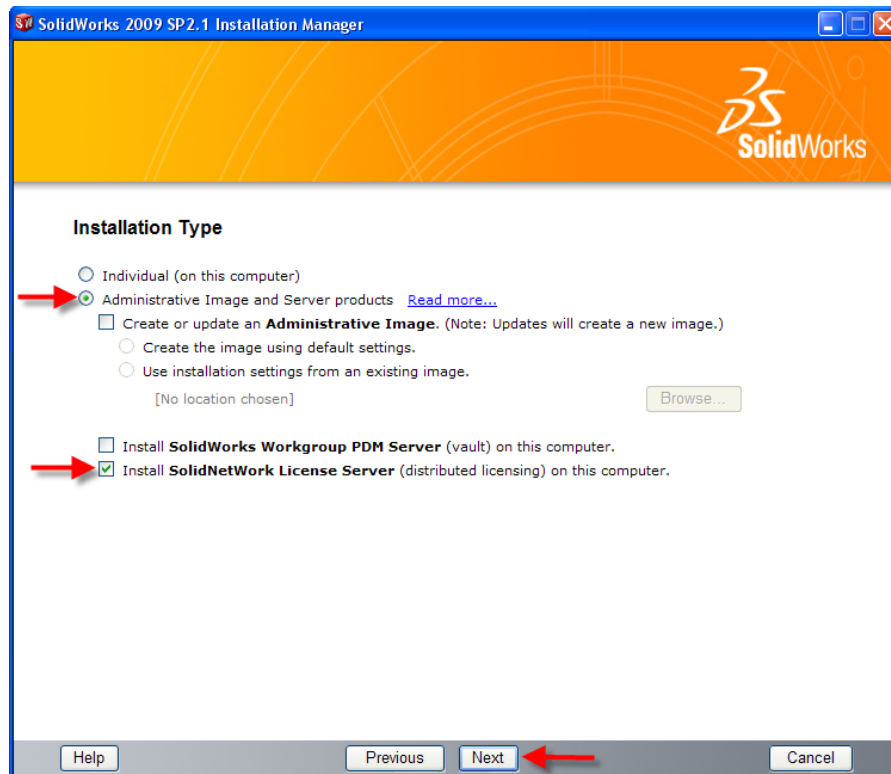 SolidWorks 2009 SP2.1 Installation Manager
SolidWorks
Installation Type
Individual (on this computer)
Administrative Image and Server products Read more...
Create or update an Administrative Image. (Note: Updates will create a new image.)
Create the image using default settings.
Use installation settings from an existing image.
[No location chosen] Browse...
Install SolidWorks Workgroup PDM Server (vault) on this computer.
Install SolidNetWork License Server (distributed licensing) on this computer.
Help Previous Next Cancel